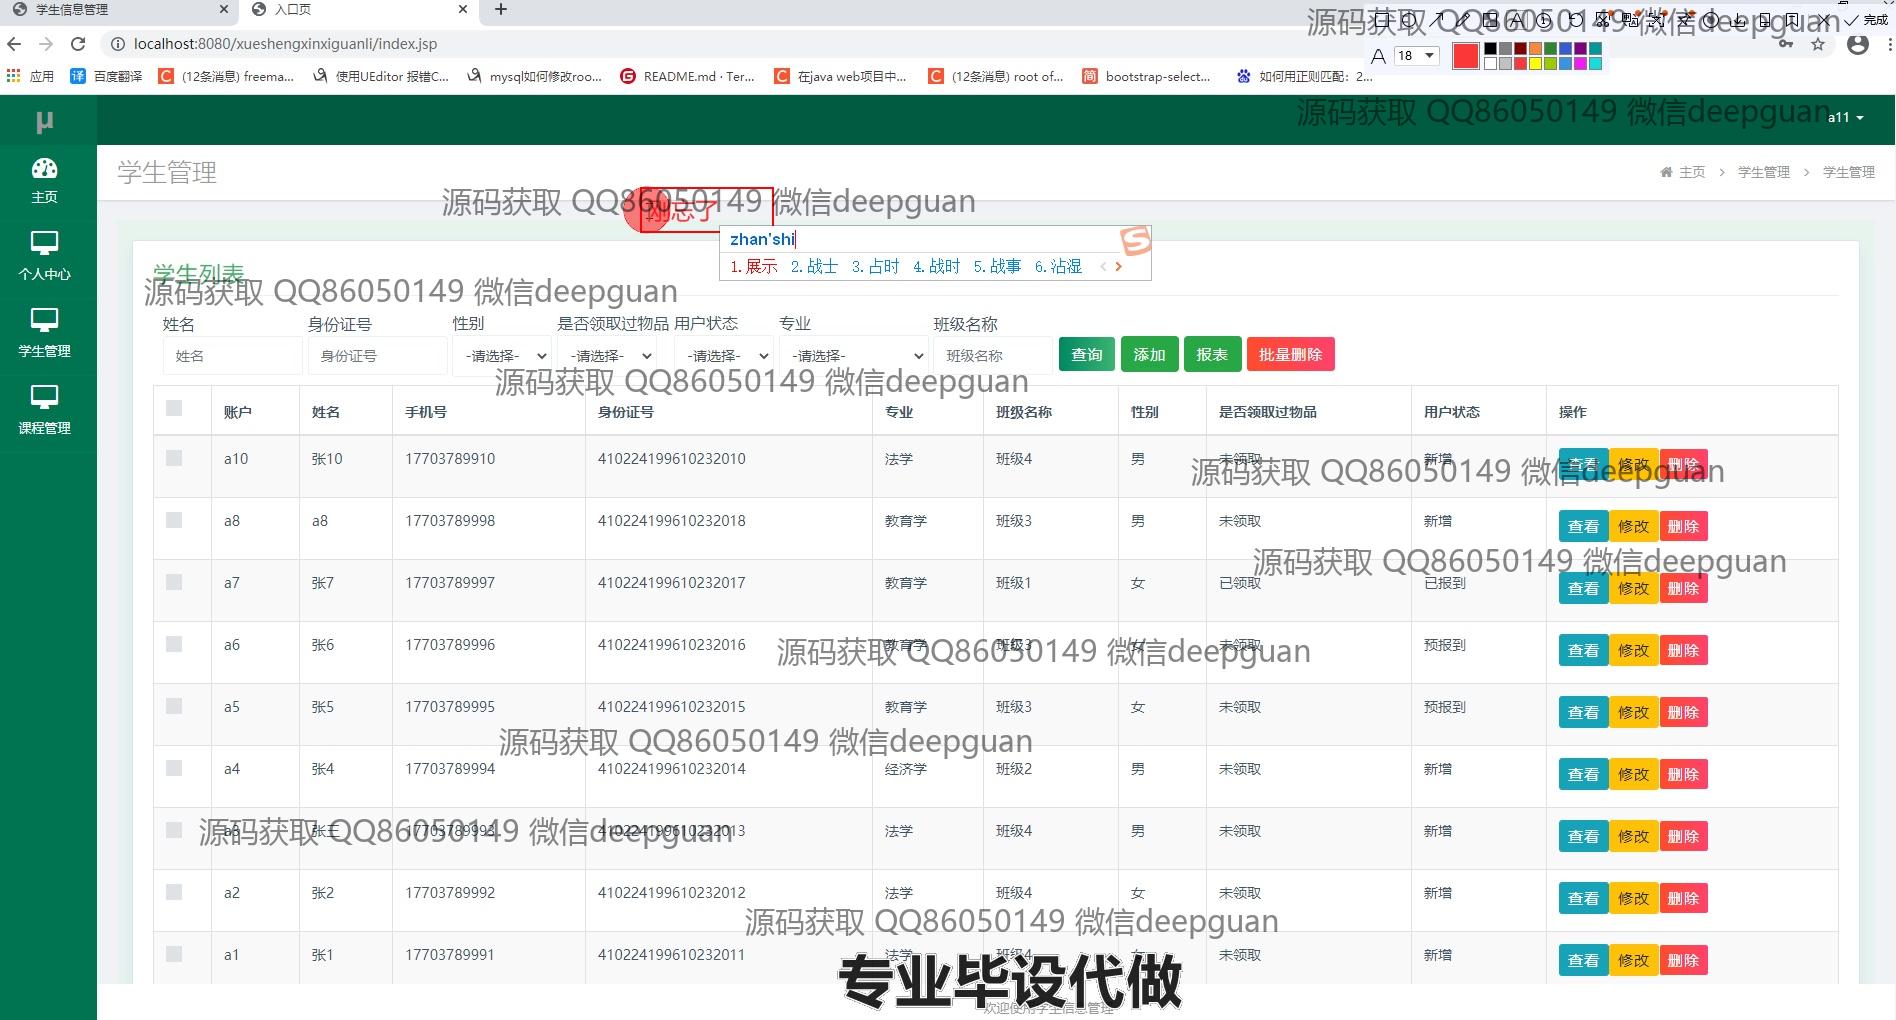 学生信息管理 入口页
源码获取 QQ86050149 微信deepguan 完成
localhost:8080/xueshengxinxiguanli/index.jsp
A 18
应用 百度翻译 (12条消息) freema... 使用UEditor 报错C... mysql如何修改roo... README.md · Ter... 在java web项目中... (12条消息) root of... bootstrap-select... 如何用正则匹配：2...
μ 源码获取 QQ86050149 微信deepguan a11
学生管理 主页 学生管理 学生管理
主页
源码获取 QQ86050149 微信deepguan
刚忘了
zhan'shi
1.展示 2.战士 3.占时 4.战时 5.战事 6.沾湿
个人中心
学生列表
源码获取 QQ86050149 微信deepguan
姓名 身份证号 性别 是否领取过物品 用户状态 专业 班级名称
学生管理
姓名 身份证号 -请选择- -请选择- -请选择- -请选择- 班级名称 查询 添加 报表 批量删除
源码获取 QQ86050149 微信deepguan
账户 姓名 手机号 身份证号 专业 班级名称 性别 是否领取过物品 用户状态 操作
课程管理
a10 张10 17703789910 410224199610232010 法学 班级4 男 未领取 新增 查看 修改 删除
源码获取 QQ86050149 微信deepguan
a8 a8 17703789998 410224199610232018 教育学 班级3 男 未领取 新增 查看 修改 删除
源码获取 QQ86050149 微信deepguan
a7 张7 17703789997 410224199610232017 教育学 班级1 女 已领取 已报到 查看 修改 删除
a6 张6 17703789996 410224199610232016 教育学 班级3 女 未领取 预报到 查看 修改 删除
源码获取 QQ86050149 微信deepguan
a5 张5 17703789995 410224199610232015 教育学 班级3 女 未领取 预报到 查看 修改 删除
源码获取 QQ86050149 微信deepguan
a4 张4 17703789994 410224199610232014 经济学 班级2 男 未领取 新增 查看 修改 删除
a3 张三 17703789993 410224199610232013 法学 班级4 男 未领取 新增 查看 修改 删除
源码获取 QQ86050149 微信deepguan
a2 张2 17703789992 410224199610232012 法学 班级4 女 未领取 新增 查看 修改 删除
源码获取 QQ86050149 微信deepguan
a1 张1 17703789991 410224199610232011 法学 班级4 女 未领取 新增 查看 修改 删除
专业毕设代做
欢迎使用学生信息管理